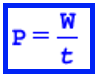 P = W/t